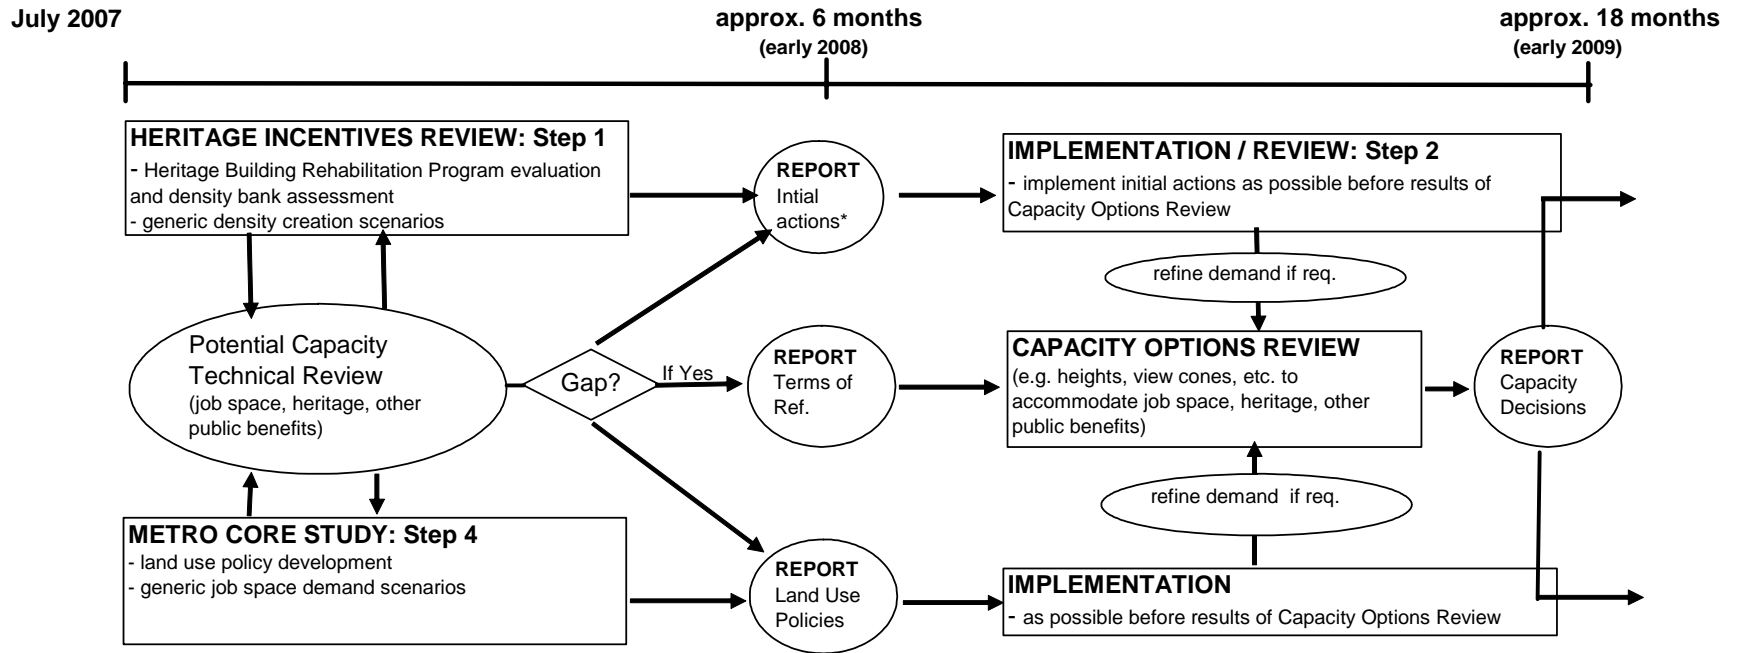 July 2007
approx. 6 months
(early 2008)
approx. 18 months
(early 2009)
HERITAGE INCENTIVES REVIEW: Step 1
- Heritage Building Rehabilitation Program evaluation
and density bank assessment
- generic density creation scenarios
REPORT
Intial
actions*
IMPLEMENTATION / REVIEW: Step 2
- implement initial actions as possible before results of
Capacity Options Review
refine demand if req.
Potential Capacity
Technical Review
(job space, heritage, other
public benefits)
Gap?
If Yes
REPORT
Terms of
Ref.
CAPACITY OPTIONS REVIEW
(e.g. heights, view cones, etc. to
accommodate job space, heritage, other
public benefits)
REPORT
Capacity
Decisions
refine demand if req.
METRO CORE STUDY: Step 4
- land use policy development
- generic job space demand scenarios
REPORT
Land Use
Policies
IMPLEMENTATION
- as possible before results of Capacity Options Review